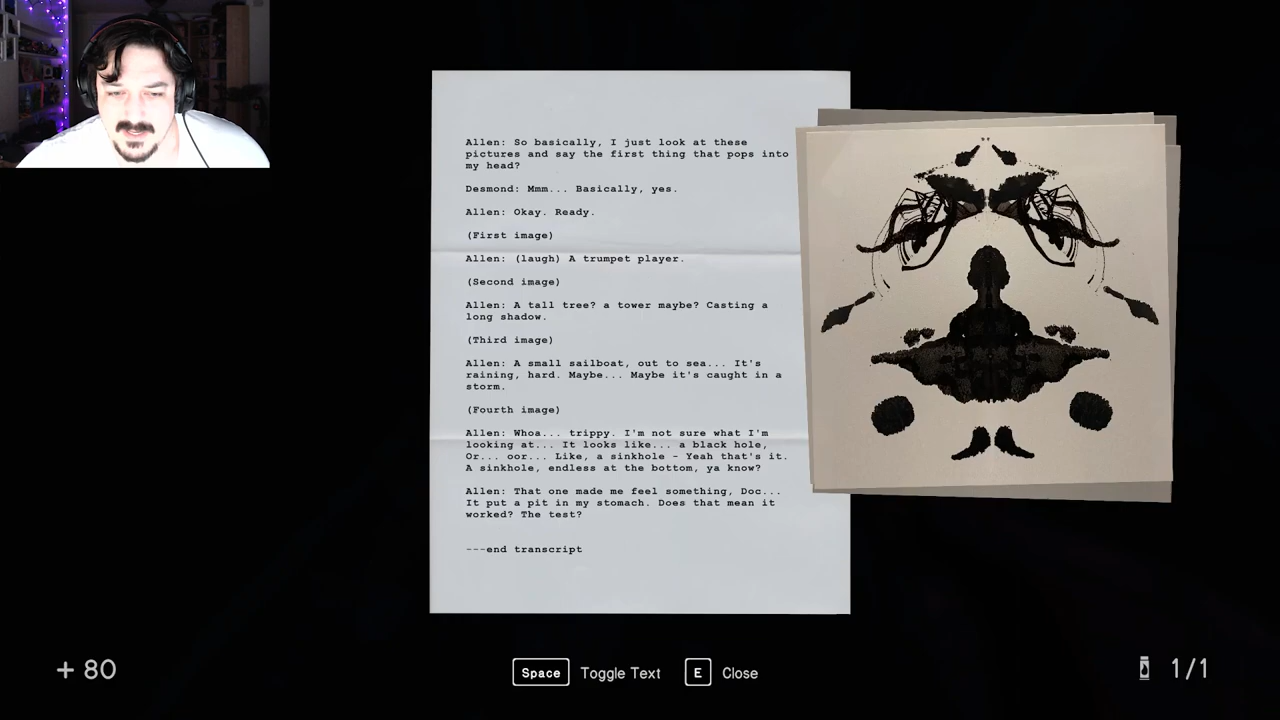 Allen: So basically, I just look at these
pictures and say the first thing that pops into
my head?
Desmond: Mmm... Basically, yes.
Allen: Okay. Ready.
(First image)
Allen: (laugh) A trumpet player.
(Second image)
Allen: A tall tree? a tower maybe? Casting a
long shadow.
(Third image)
Allen: A small sailboat, out to sea... It's
raining, hard. Maybe... Maybe it's caught in a
storm.
(Fourth image)
Allen: Whoa... trippy. I'm not sure what I'm
looking at... It looks like... a black hole,
Or... oor... Like, a sinkhole - Yeah that's it.
A sinkhole, endless at the bottom, ya know?
Allen: That one made me feel something, Doc...
It put a pit in my stomach. Does that mean it
worked? The test?
---end transcript
+ 80
Space Toggle Text E Close
1/1